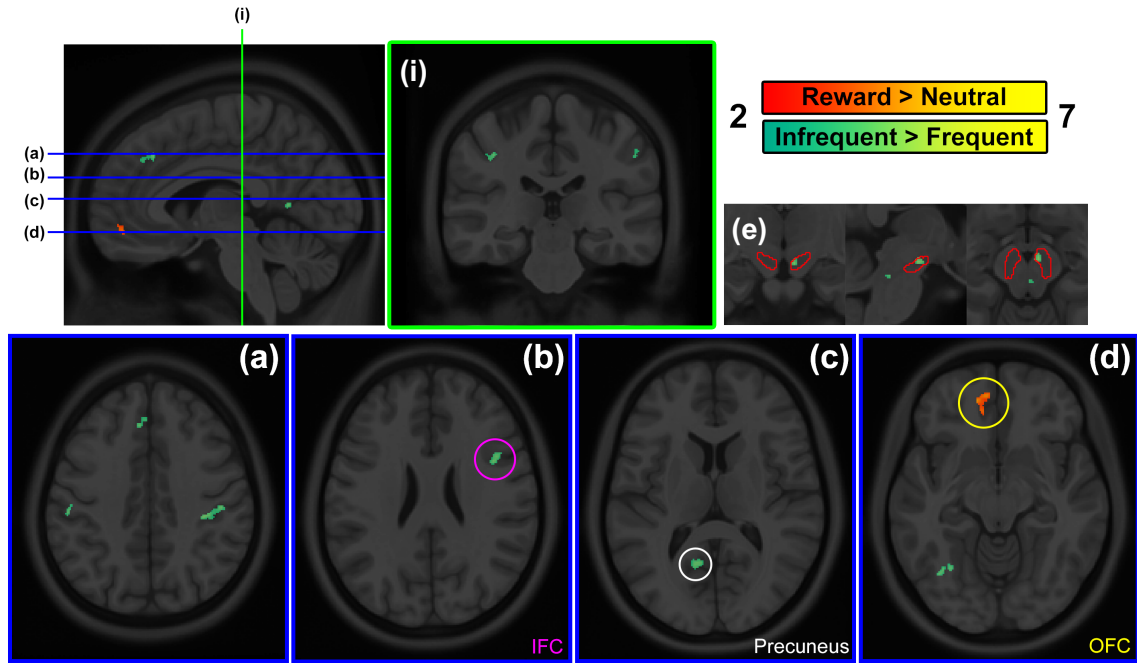 (i)
(i)
2
Reward > Neutral
Infrequent > Frequent
7
(a)
(b)
(c)
(d)
(e)
(a)
(b)
(c)
(d)
IFC
Precuneus
OFC